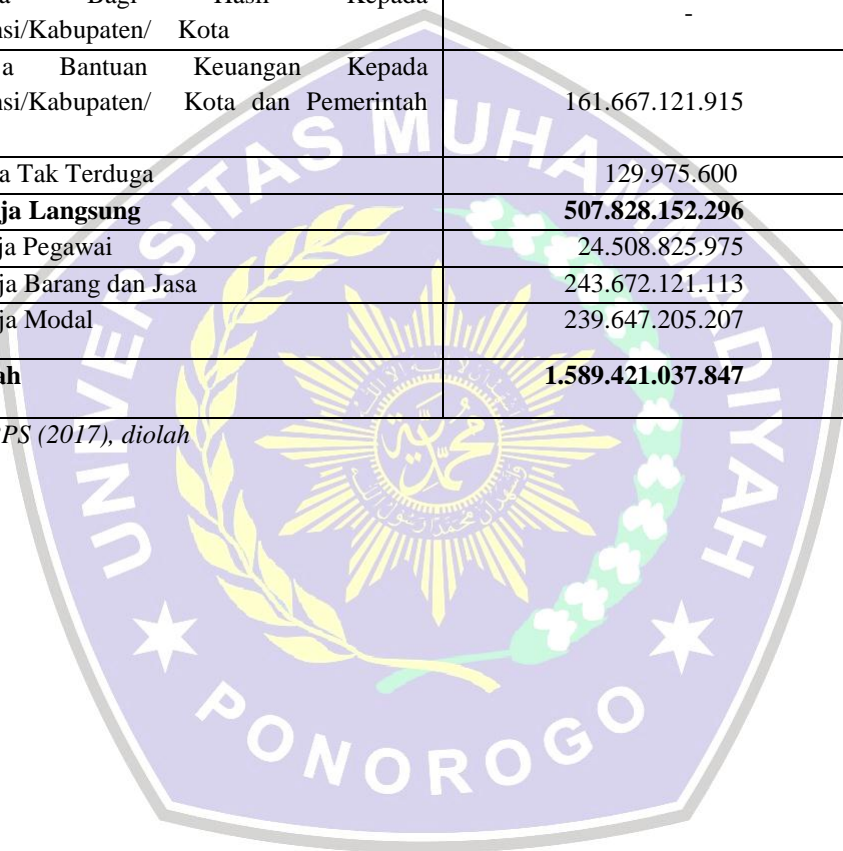 a Bagi Hasil Kepada
nsi/Kabupaten/ Kota
-
a Bantuan Keuangan Kepada
nsi/Kabupaten/ Kota dan Pemerintah
161.667.121.915
a Tak Terduga 129.975.600
ja Langsung 507.828.152.296
ja Pegawai 24.508.825.975
ja Barang dan Jasa 243.672.121.113
ja Modal 239.647.205.207
ah 1.589.421.037.847
PS (2017), diolah
UNIVERSITAS MUHAMMADIYAH
PONOROGO